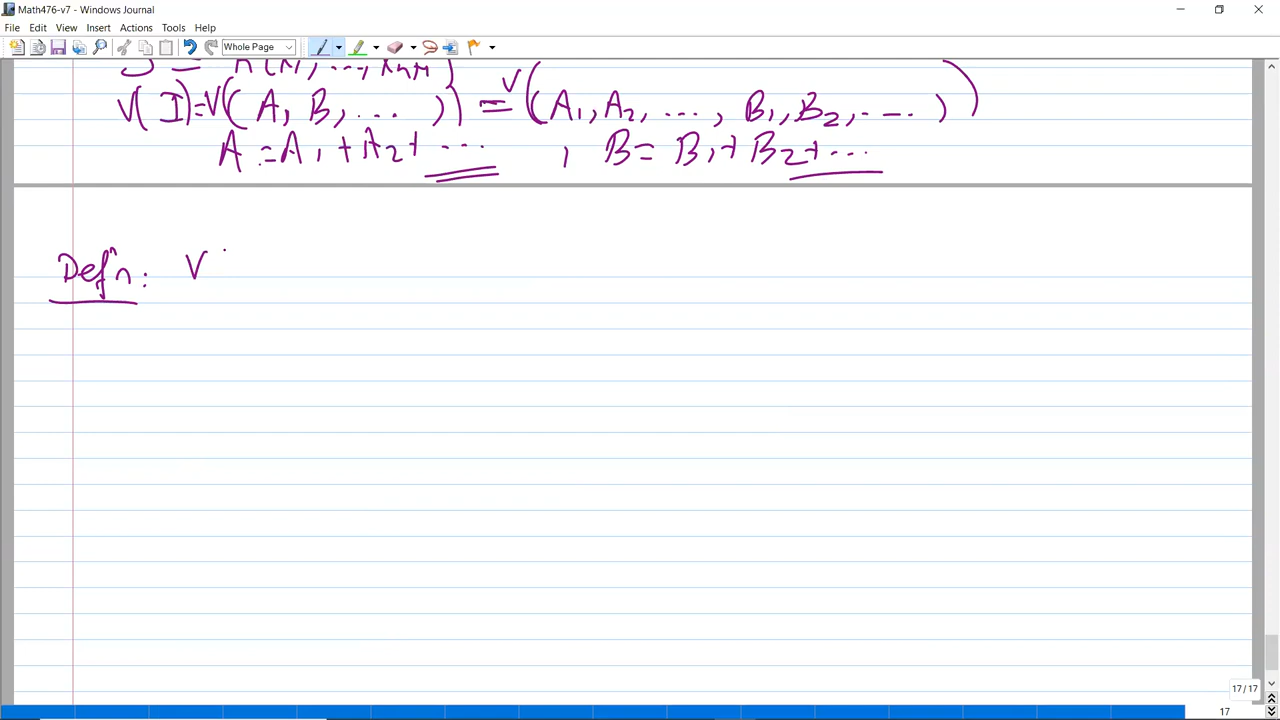 Math476-v7 - Windows Journal
File Edit View Insert Actions Tools Help
Whole Page
V(I)=V((A, B, ...)) = V((A₁, A₂, ..., B₁, B₂, ...))
A = A₁ + A₂ + ... , B = B₁ + B₂ + ...
Def'n: V
17 / 17
17